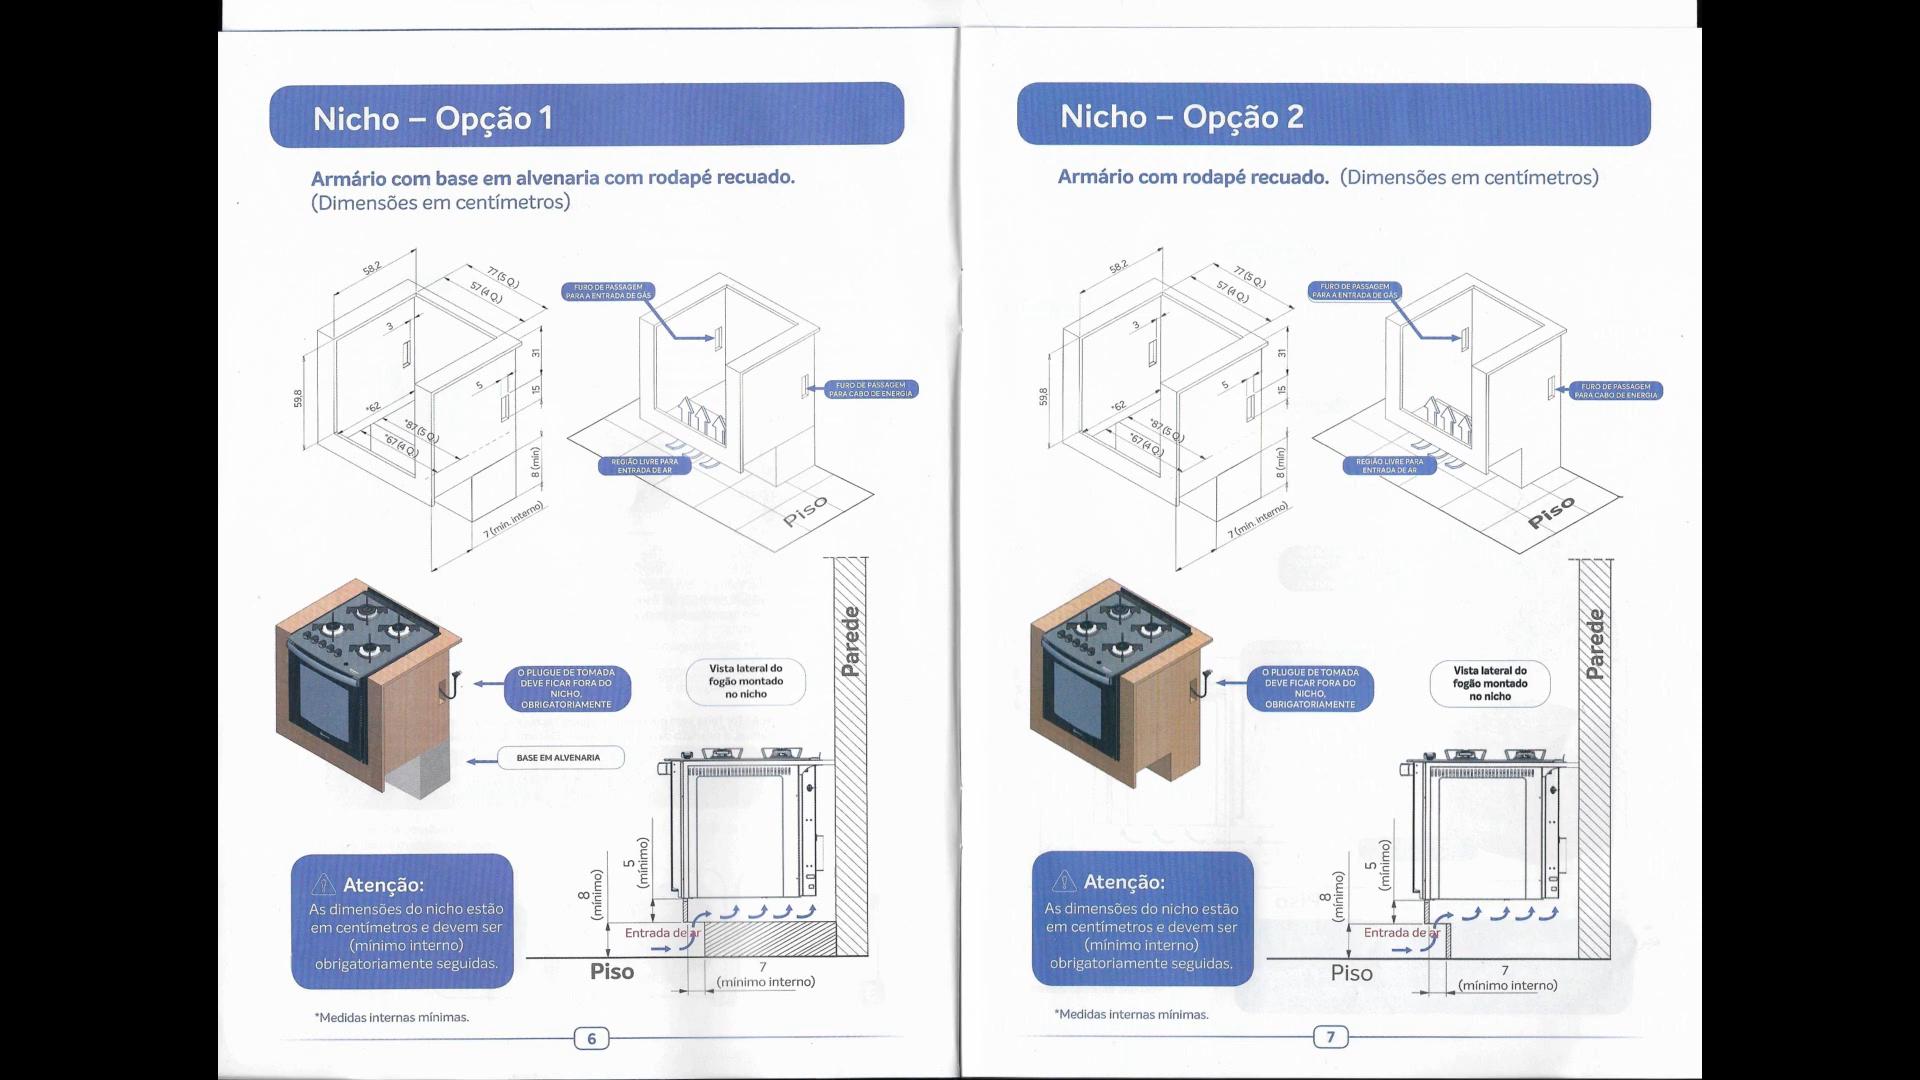 Nicho – Opção 1
Armário com base em alvenaria com rodapé recuado.
(Dimensões em centímetros)
58,2
77 (5 Q.)
57 (4 Q.)
3
31
5
15
59,8
*62
*87 (5 Q.)
*67 (4 Q.)
8 (mín)
7 (mín. interno)
FURO DE PASSAGEM
PARA A ENTRADA DE GÁS
FURO DE PASSAGEM
PARA CABO DE ENERGIA
REGIÃO LIVRE PARA
ENTRADA DE AR
Piso
O PLUGUE DE TOMADA
DEVE FICAR FORA DO
NICHO,
OBRIGATORIAMENTE
BASE EM ALVENARIA
Vista lateral do
fogão montado
no nicho
Parede
5
(mínimo)
8
(mínimo)
Entrada de ar
Piso
7
(mínimo interno)
Atenção:
As dimensões do nicho estão
em centímetros e devem ser
(mínimo interno)
obrigatoriamente seguidas.
*Medidas internas mínimas.
6
Nicho – Opção 2
Armário com rodapé recuado. (Dimensões em centímetros)
58,2
77 (5 Q.)
57 (4 Q.)
3
31
5
15
59,8
*62
*87 (5 Q.)
*67 (4 Q.)
8 (mín)
7 (mín. interno)
FURO DE PASSAGEM
PARA A ENTRADA DE GÁS
FURO DE PASSAGEM
PARA CABO DE ENERGIA
REGIÃO LIVRE PARA
ENTRADA DE AR
Piso
O PLUGUE DE TOMADA
DEVE FICAR FORA DO
NICHO,
OBRIGATORIAMENTE
Vista lateral do
fogão montado
no nicho
Parede
5
(mínimo)
8
(mínimo)
Entrada de ar
Piso
7
(mínimo interno)
Atenção:
As dimensões do nicho estão
em centímetros e devem ser
(mínimo interno)
obrigatoriamente seguidas.
*Medidas internas mínimas.
7